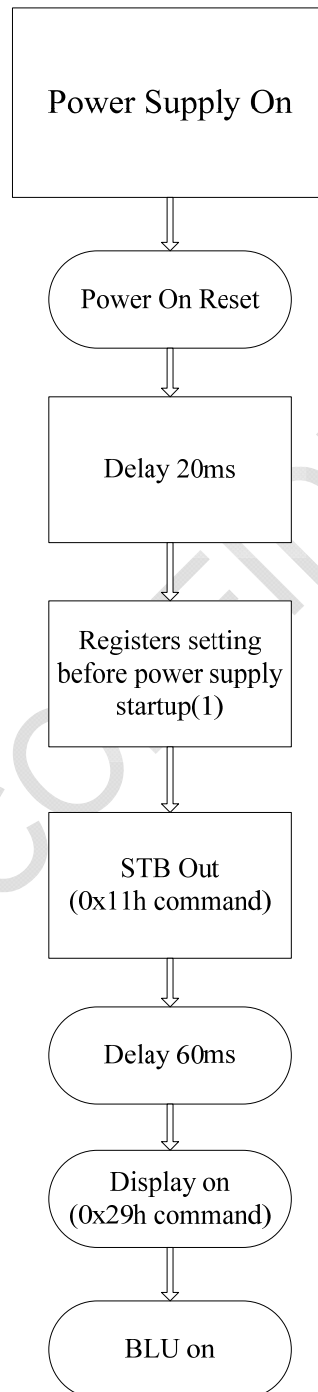 Power Supply On
Power On Reset
Delay 20ms
Registers setting
before power supply
startup(1)
STB Out
(0x11h command)
Delay 60ms
Display on
(0x29h command)
BLU on